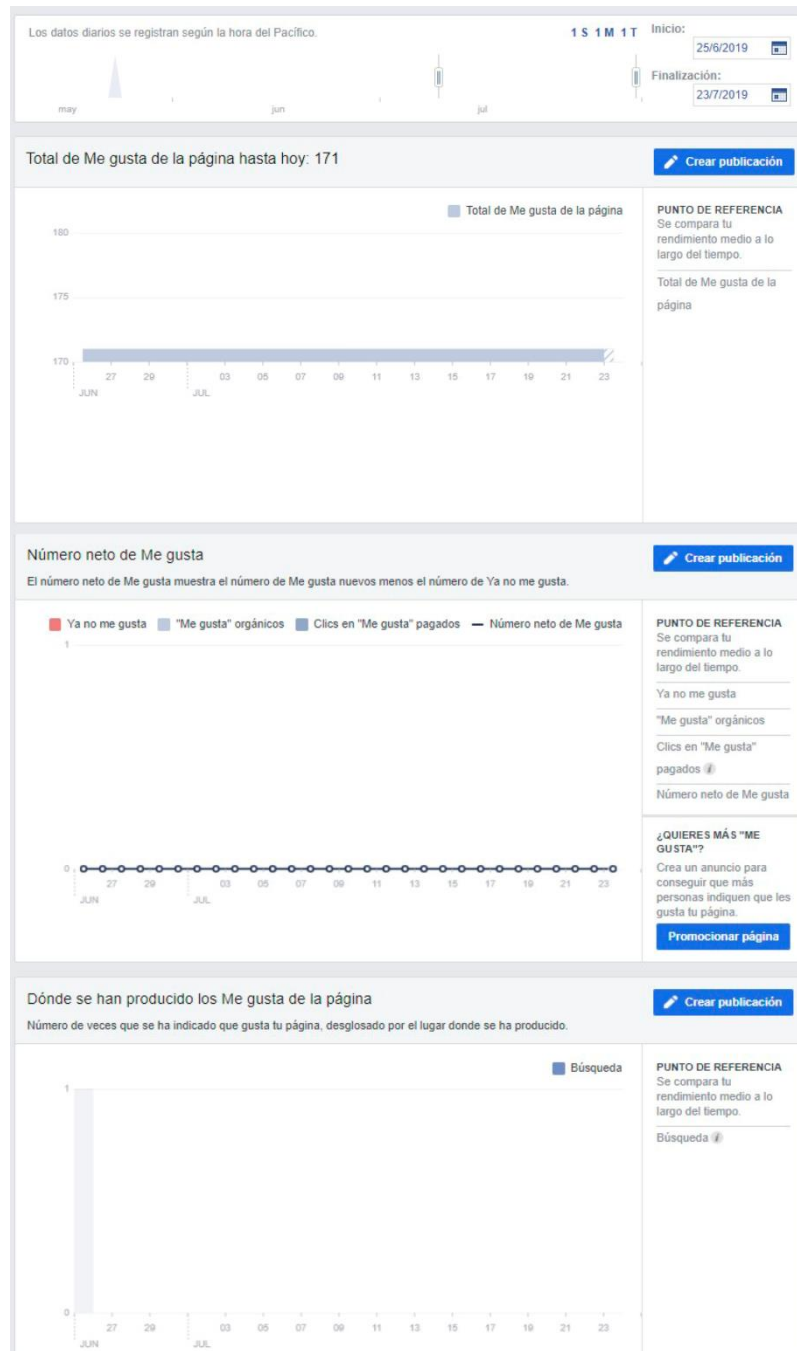 Los datos diarios se registran según la hora del Pacífico.
1 S 1 M 1 T
Inicio:
25/6/2019
Finalización:
23/7/2019
may jun jul
Total de Me gusta de la página hasta hoy: 171
Crear publicación
Total de Me gusta de la página
180
175
170
27 29 03 05 07 09 11 13 15 17 19 21 23
JUN JUL
PUNTO DE REFERENCIA
Se compara tu
rendimiento medio a lo
largo del tiempo.
Total de Me gusta de la
página
Número neto de Me gusta
El número neto de Me gusta muestra el número de Me gusta nuevos menos el número de Ya no me gusta.
Crear publicación
Ya no me gusta "Me gusta" orgánicos Clics en "Me gusta" pagados Número neto de Me gusta
1
0
27 29 03 05 07 09 11 13 15 17 19 21 23
JUN JUL
PUNTO DE REFERENCIA
Se compara tu
rendimiento medio a lo
largo del tiempo.
Ya no me gusta
"Me gusta" orgánicos
Clics en "Me gusta"
pagados i
Número neto de Me gusta
¿QUIERES MÁS "ME
GUSTA"?
Crea un anuncio para
conseguir que más
personas indiquen que les
gusta tu página.
Promocionar página
Dónde se han producido los Me gusta de la página
Número de veces que se ha indicado que gusta tu página, desglosado por el lugar donde se ha producido.
Crear publicación
Búsqueda
1
0
27 29 03 05 07 09 11 13 15 17 19 21 23
JUN JUL
PUNTO DE REFERENCIA
Se compara tu
rendimiento medio a lo
largo del tiempo.
Búsqueda i